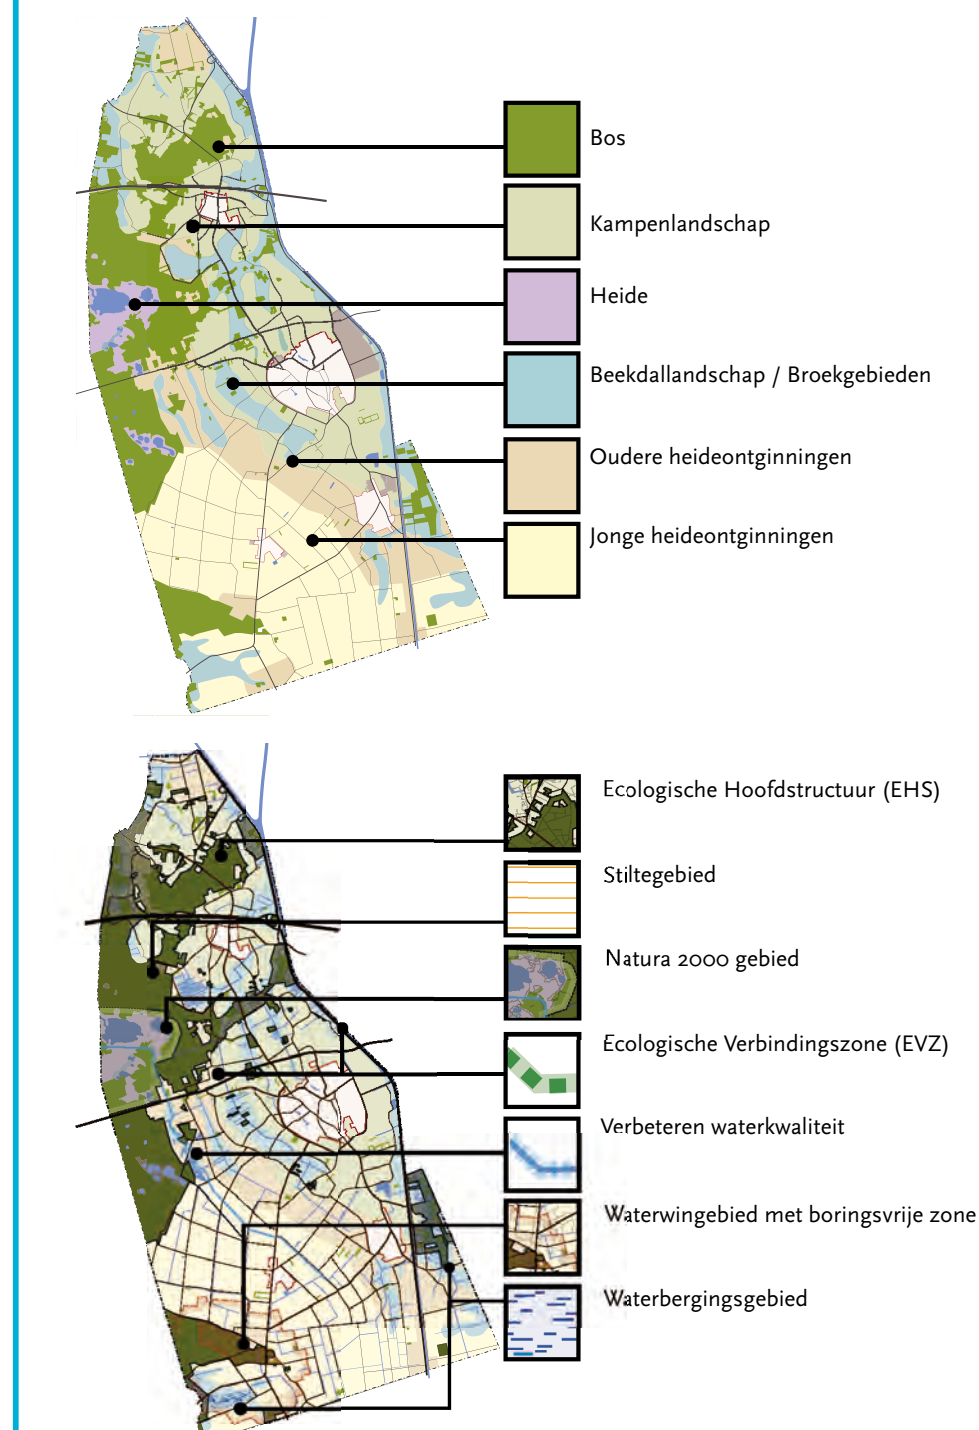 Bos
Kampenlandschap
Heide
Beekdallandschap / Broekgebieden
Oudere heideontginningen
Jonge heideontginningen
Ecologische Hoofdstructuur (EHS)
Stiltegebied
Natura 2000 gebied
Ecologische Verbindingszone (EVZ)
Verbeteren waterkwaliteit
Waterwingebied met boringsvrije zone
Waterbergingsgebied